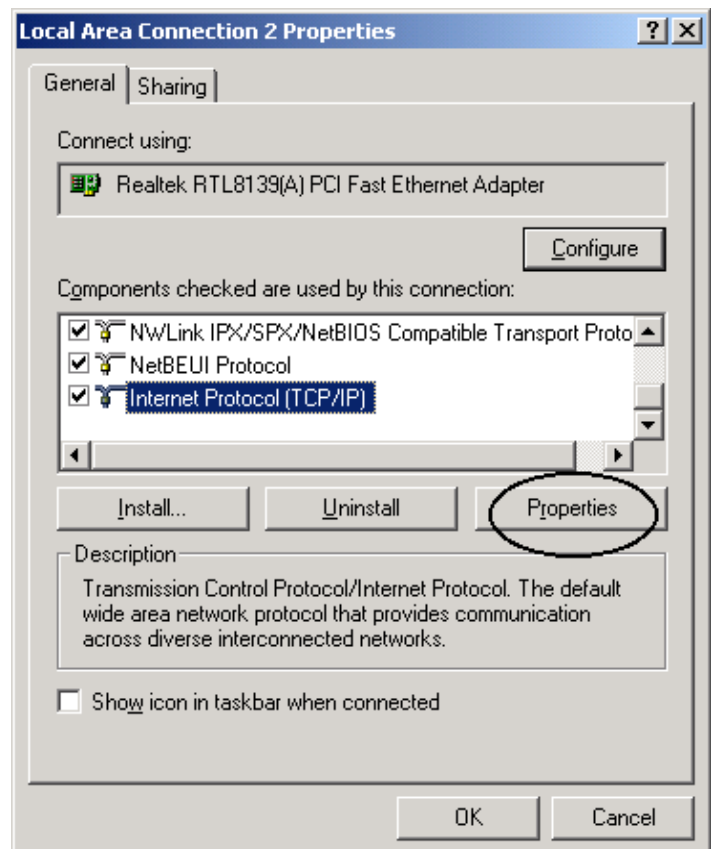 Local Area Connection 2 Properties
General
Sharing
Connect using:
Realtek RTL8139(A) PCI Fast Ethernet Adapter
Configure
Components checked are used by this connection:
NWLink IPX/SPX/NetBIOS Compatible Transport Proto
NetBEUI Protocol
Internet Protocol (TCP/IP)
Install...
Uninstall
Properties
Description
Transmission Control Protocol/Internet Protocol. The default
wide area network protocol that provides communication
across diverse interconnected networks.
Show icon in taskbar when connected
OK
Cancel